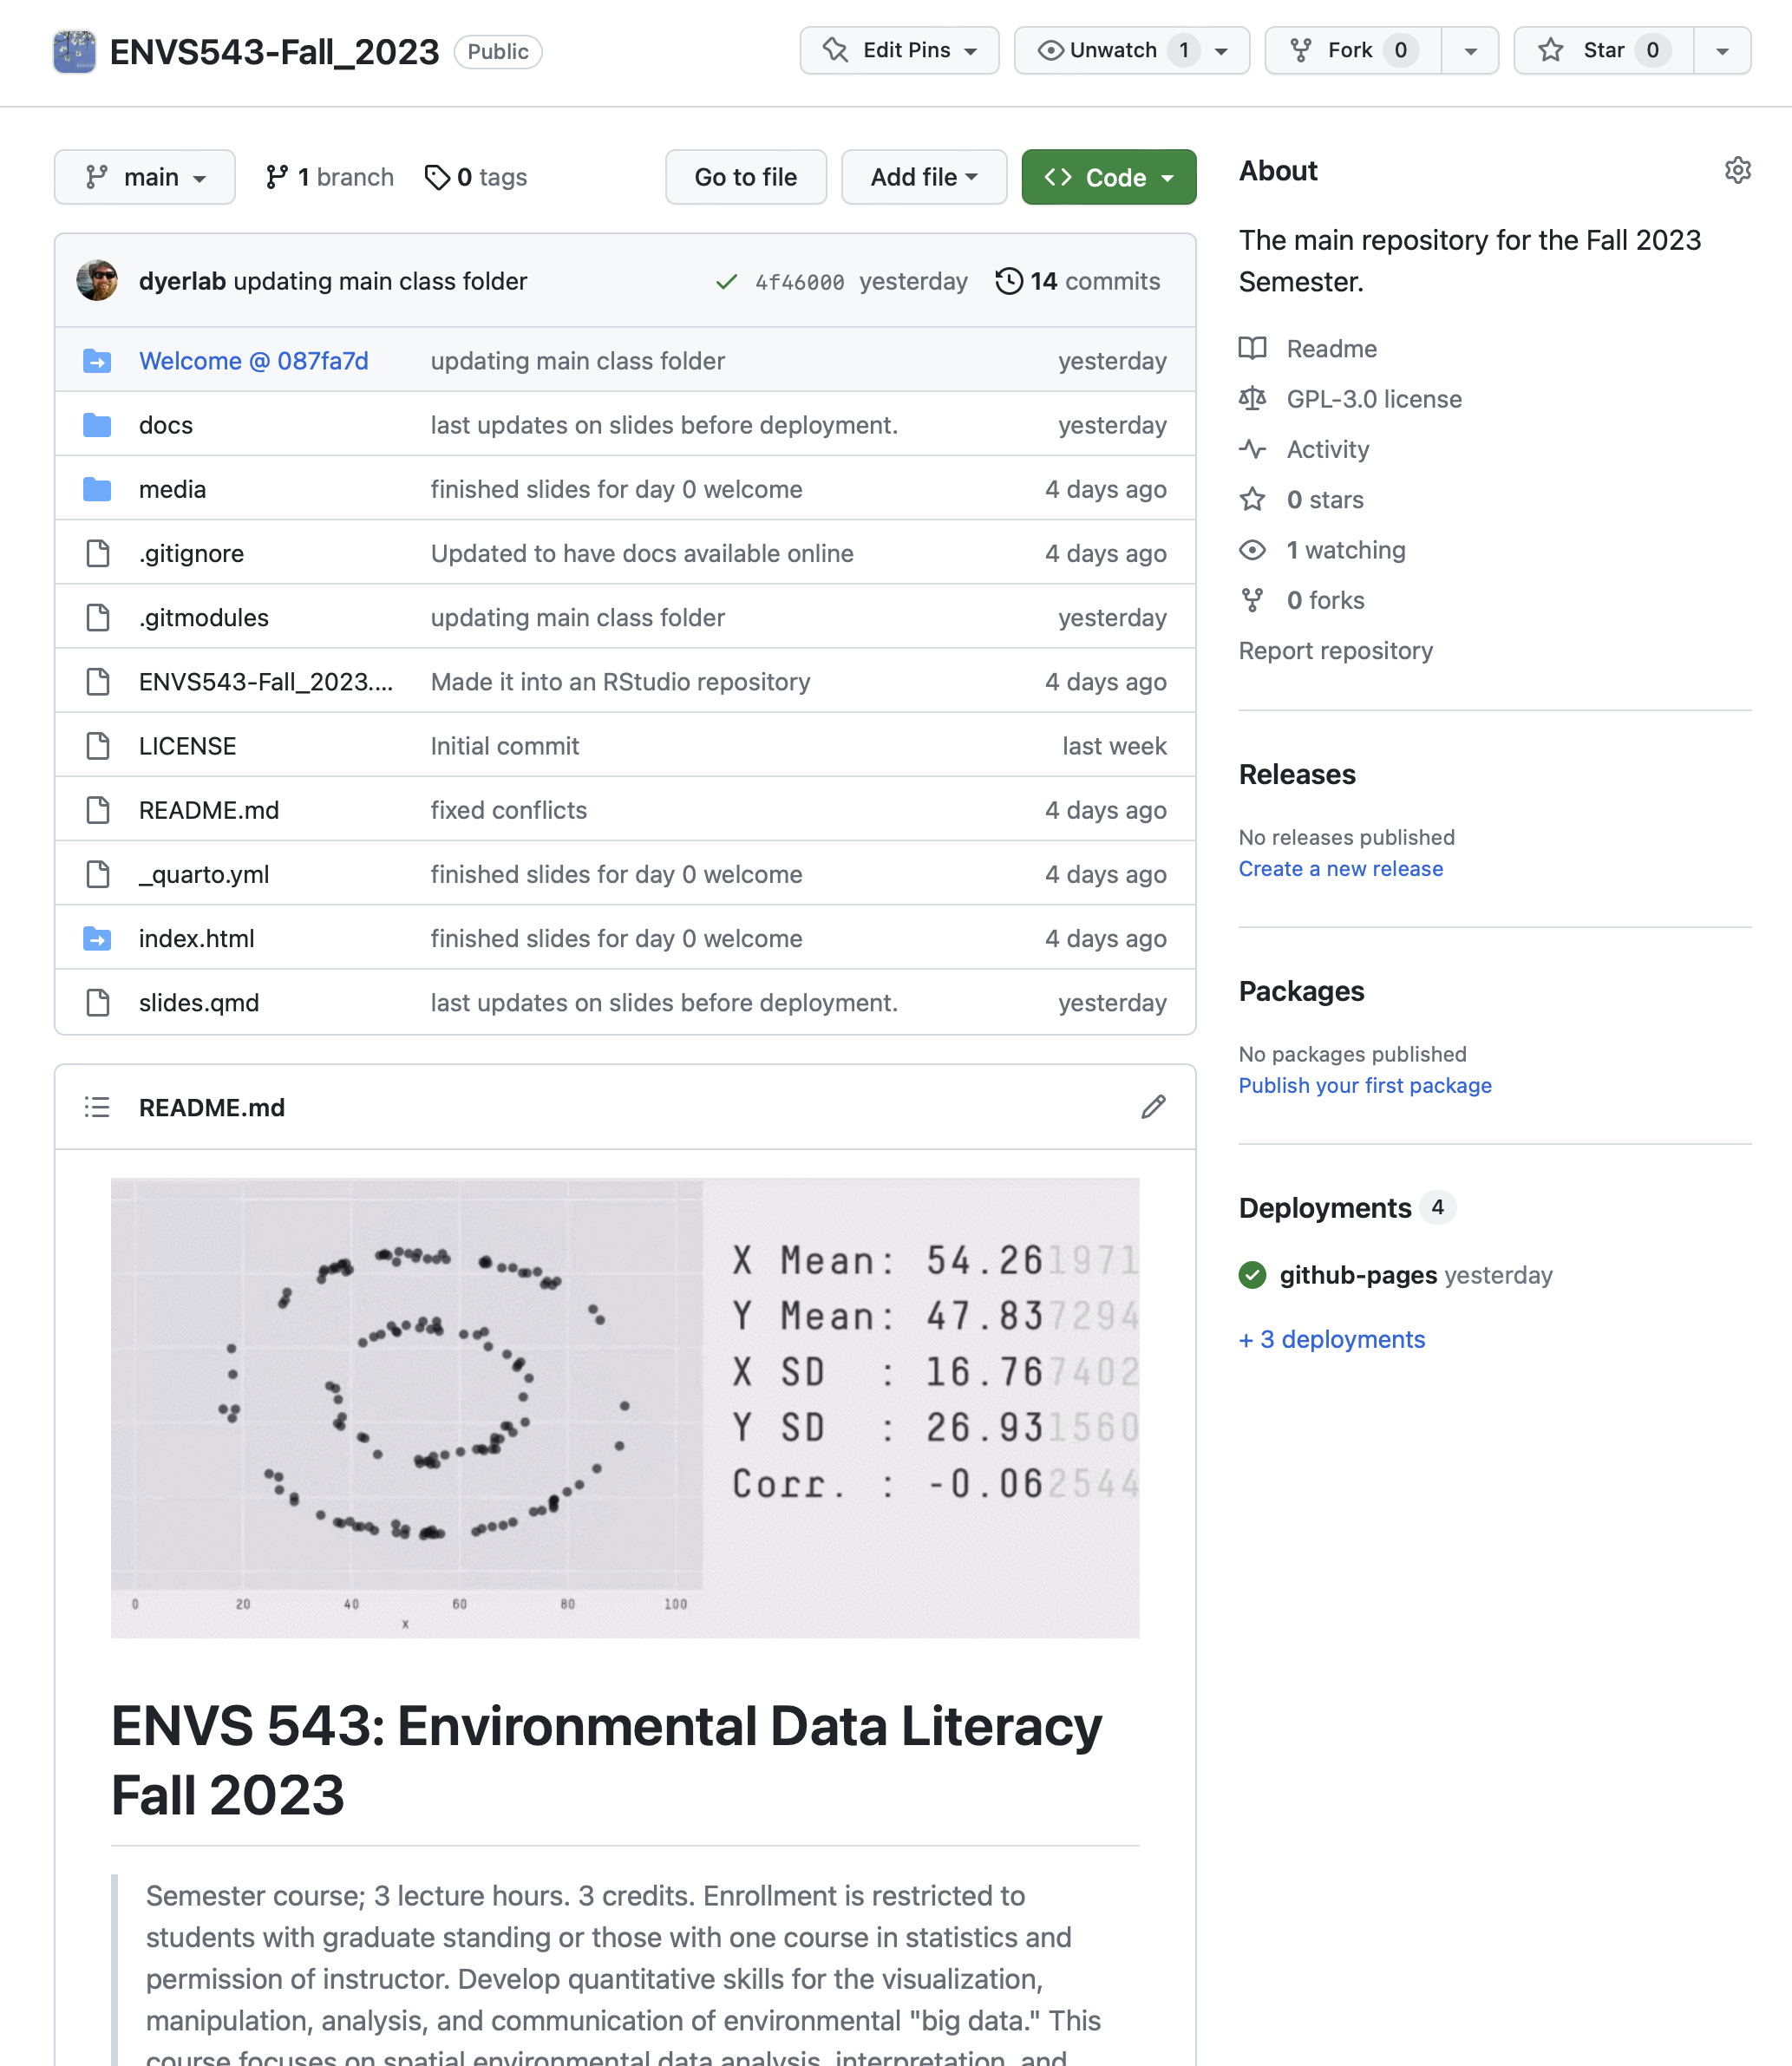 ENVS543-Fall_2023 Public Edit Pins Unwatch 1 Fork 0 Star 0
main 1 branch 0 tags Go to file Add file Code
dyerlab updating main class folder 4f46000 yesterday 14 commits
Welcome @ 087fa7d updating main class folder yesterday
docs last updates on slides before deployment. yesterday
media finished slides for day 0 welcome 4 days ago
.gitignore Updated to have docs available online 4 days ago
.gitmodules updating main class folder yesterday
ENVS543-Fall_2023.... Made it into an RStudio repository 4 days ago
LICENSE Initial commit last week
README.md fixed conflicts 4 days ago
_quarto.yml finished slides for day 0 welcome 4 days ago
index.html finished slides for day 0 welcome 4 days ago
slides.qmd last updates on slides before deployment. yesterday
README.md
X Mean: 54.261971
Y Mean: 47.837294
X SD : 16.767402
Y SD : 26.931560
Corr. : -0.062544
0 20 40 60 80 100
x
ENVS 543: Environmental Data Literacy
Fall 2023
Semester course; 3 lecture hours. 3 credits. Enrollment is restricted to
students with graduate standing or those with one course in statistics and
permission of instructor. Develop quantitative skills for the visualization,
manipulation, analysis, and communication of environmental "big data." This
course focuses on spatial environmental data analysis, interpretation, and
About
The main repository for the Fall 2023
Semester.
Readme
GPL-3.0 license
Activity
0 stars
1 watching
0 forks
Report repository
Releases
No releases published
Create a new release
Packages
No packages published
Publish your first package
Deployments 4
github-pages yesterday
+ 3 deployments